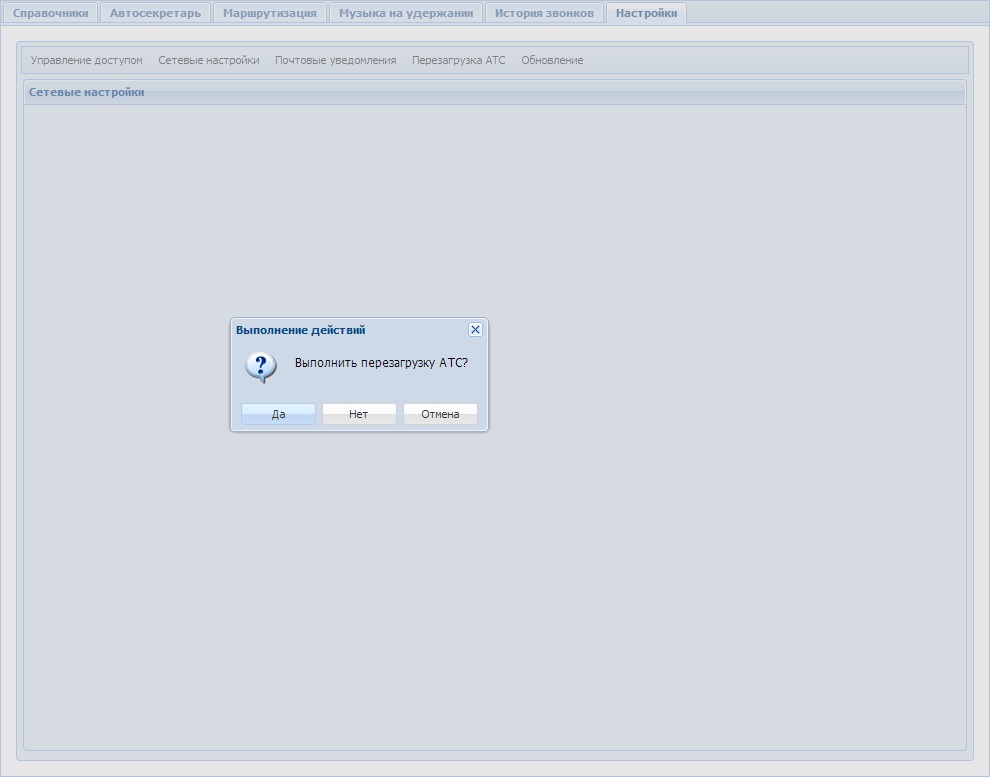 Справочники Автосекретарь Маршрутизация Музыка на удержании История звонков Настройки
Управление доступом Сетевые настройки Почтовые уведомления Перезагрузка АТС Обновление
Сетевые настройки
Выполнение действий
Выполнить перезагрузку АТС?
Да Нет Отмена